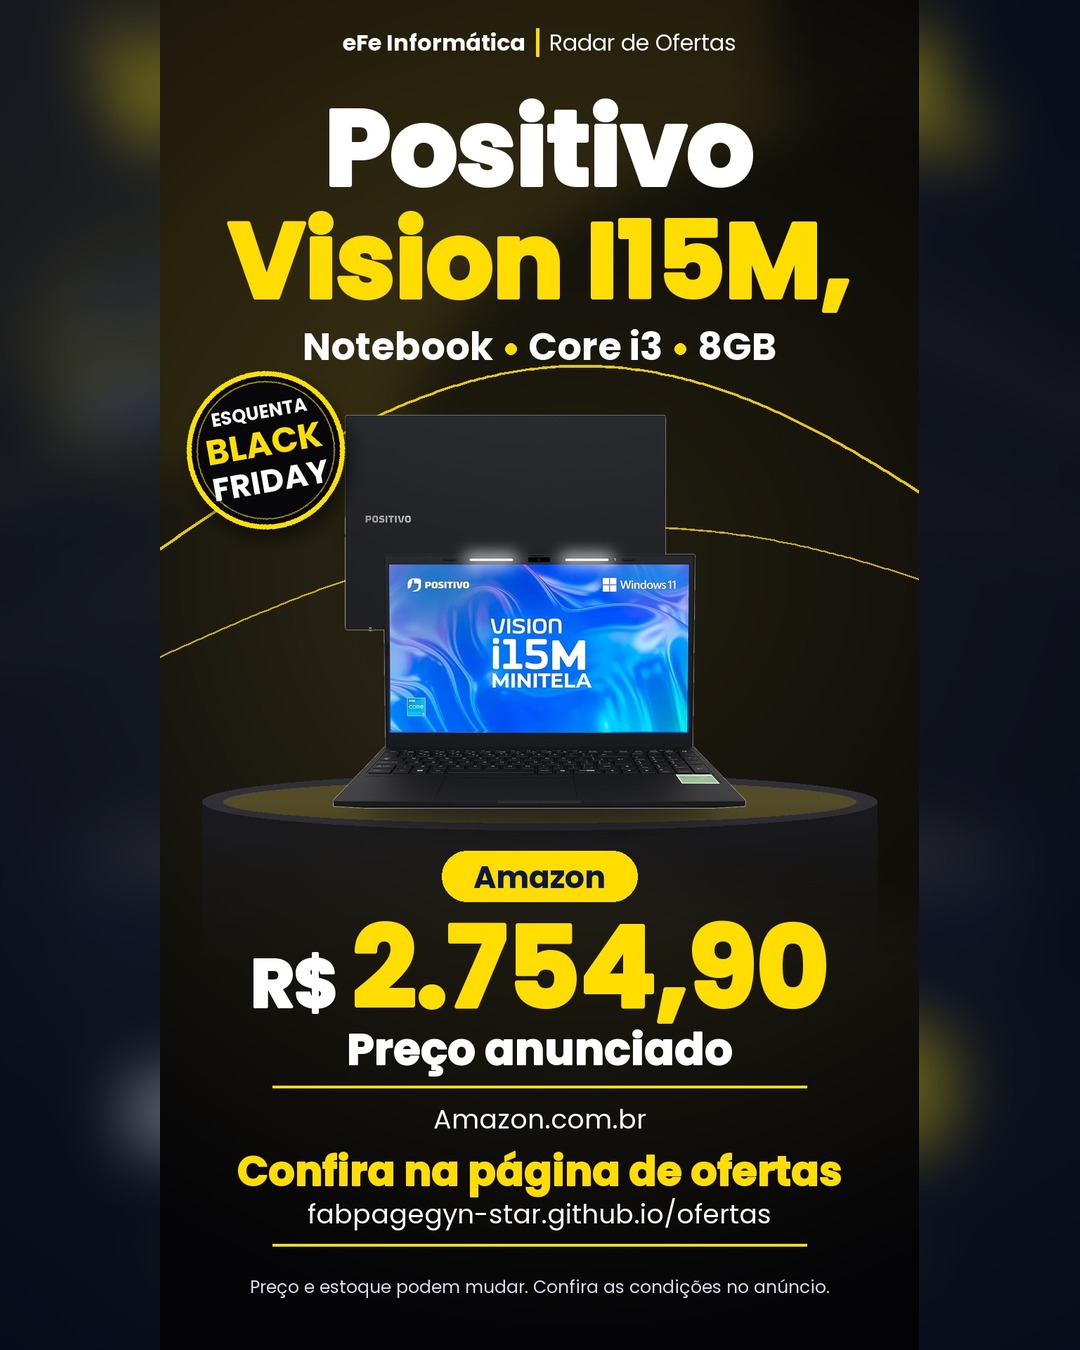 eFe Informática | Radar de Ofertas
Positivo
Vision I15M,
Notebook • Core i3 • 8GB
ESQUENTA
BLACK
FRIDAY
POSITIVO
POSITIVO
Windows 11
VISION
i15M
MINITELA
CORE
Amazon
R$ 2.754,90
Preço anunciado
Amazon.com.br
Confira na página de ofertas
fabpagegyn-star.github.io/ofertas
Preço e estoque podem mudar. Confira as condições no anúncio.